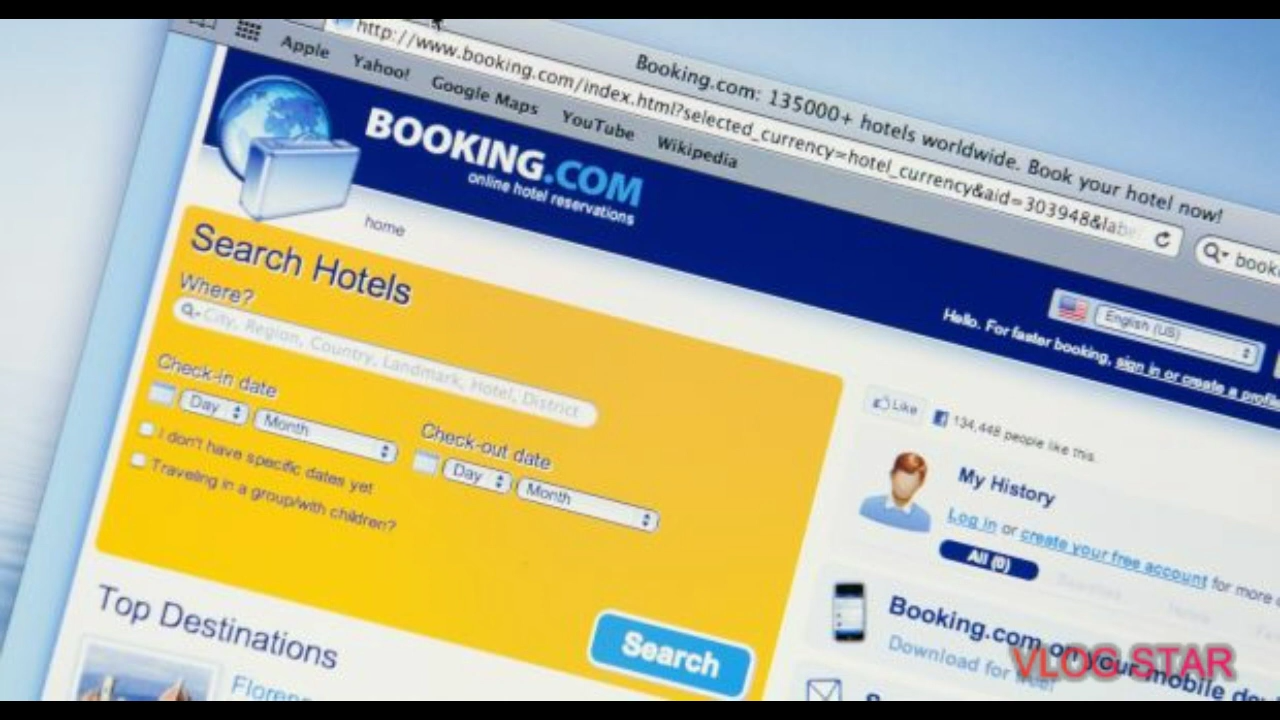 Booking.com: 135000+ hotels worldwide. Book your hotel now!
http://www.booking.com/index.html?selected_currency=hotel_currency&aid=303948&lab
Apple Yahoo! Google Maps YouTube Wikipedia
BOOKING.COM
online hotel reservations
English (US)
Hello. For faster booking, sign in or create a profile
home
Search Hotels
Where?
City, Region, Country, Landmark, Hotel, District
Check-in date
Day Month
Check-out date
Day Month
I don't have specific dates yet
Traveling in a group/with children?
Search
Like 134,448 people like this.
My History
Log in or create your free account for more
All (0)
Booking.com on your mobile
Download for free!
Top Destinations
VLOG STAR